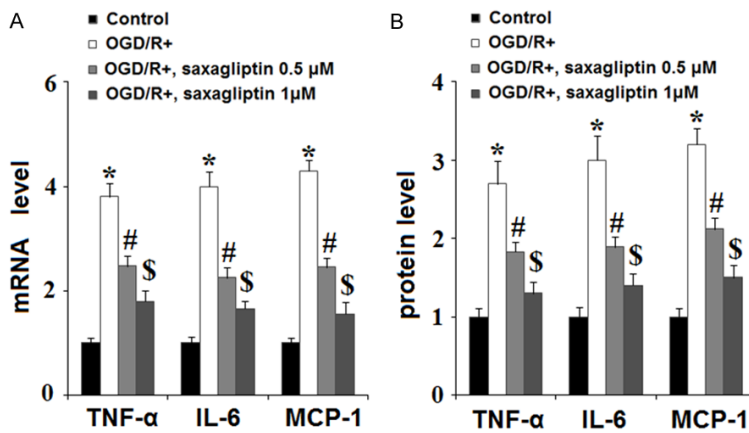 A
Control
OGD/R+
OGD/R+, saxagliptin 0.5 μM
OGD/R+, saxagliptin 1μM
mRNA level
6
4
2
0
* # $
* # $
* # $
TNF-α IL-6 MCP-1
B
Control
OGD/R+
OGD/R+, saxagliptin 0.5 μM
OGD/R+, saxagliptin 1μM
protein level
4
3
2
1
0
* # $
* # $
* # $
TNF-α IL-6 MCP-1